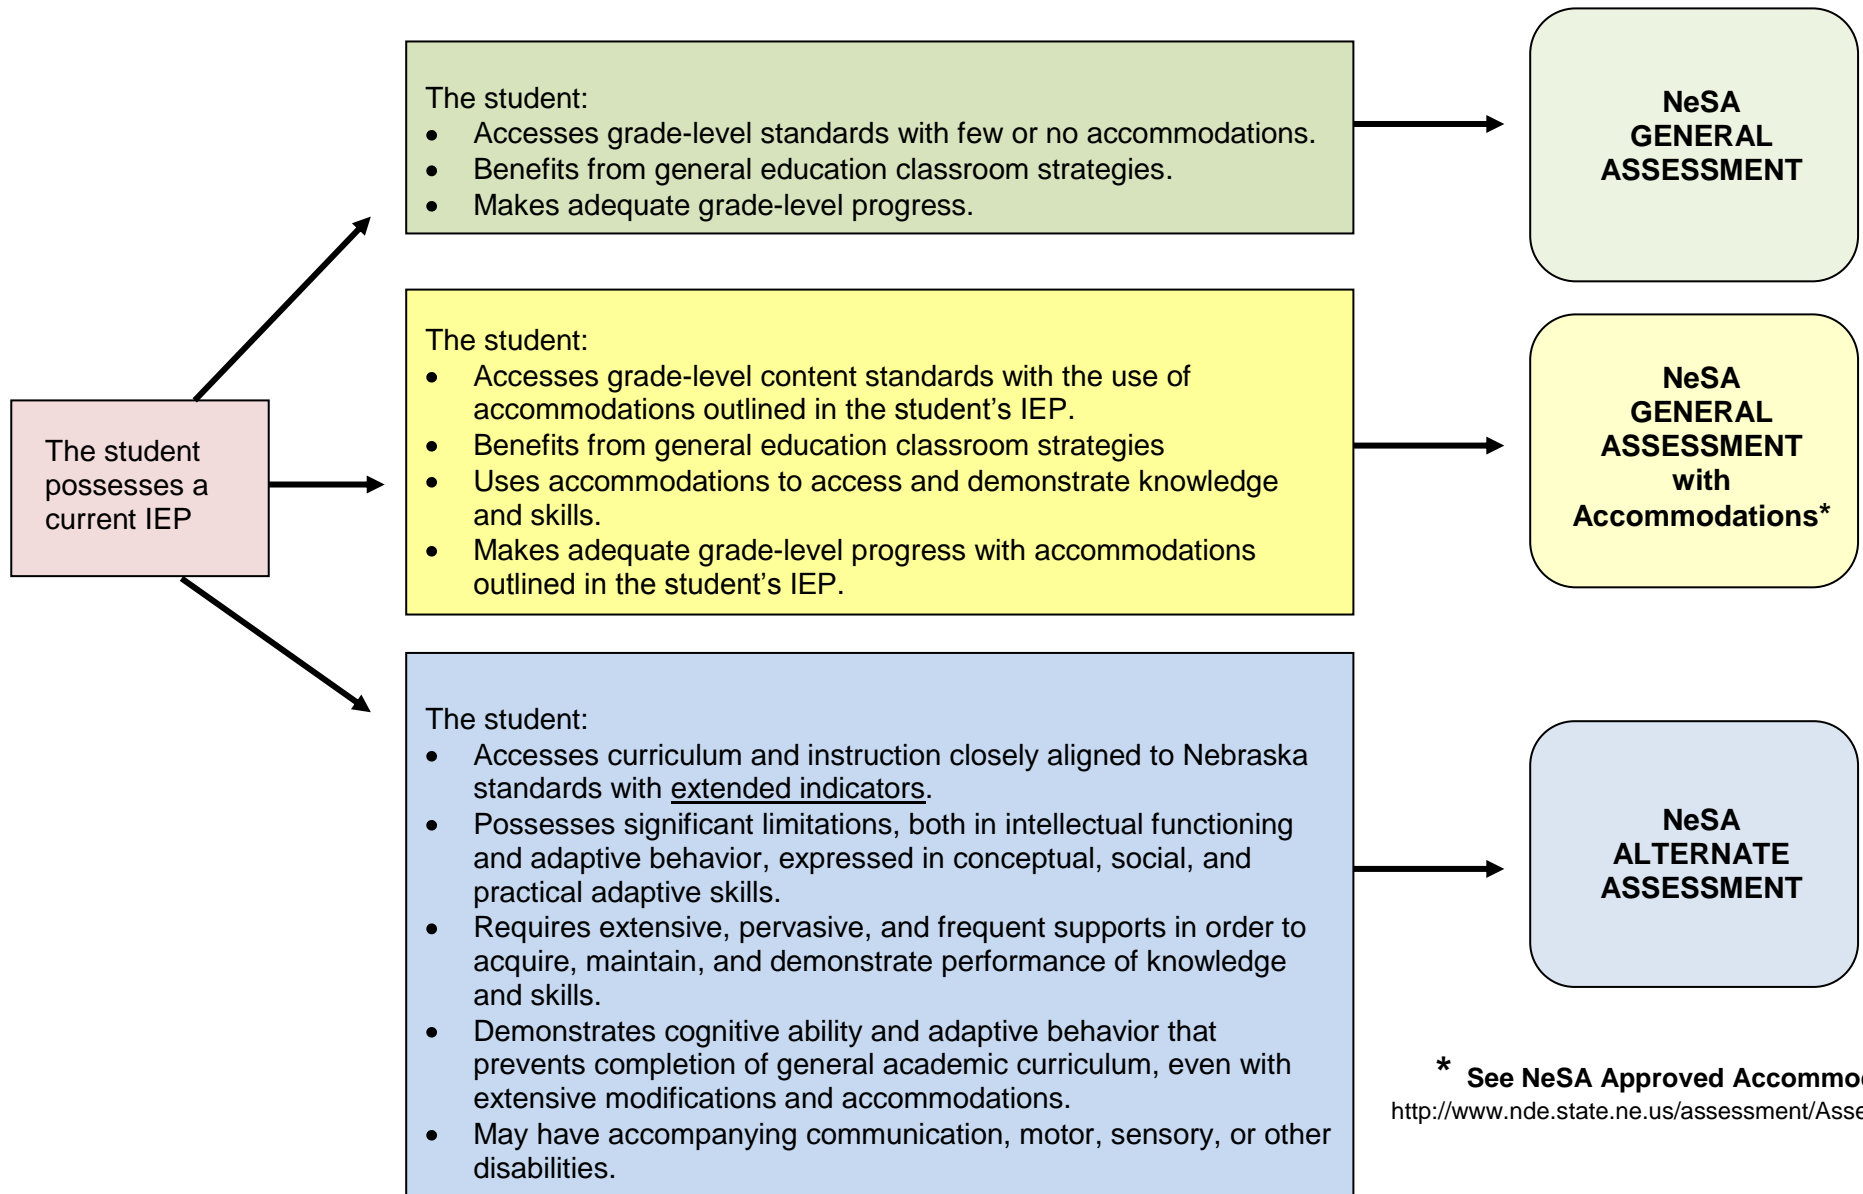 The student:
• Accesses grade-level standards with few or no accommodations.
• Benefits from general education classroom strategies.
• Makes adequate grade-level progress.
NeSA
GENERAL
ASSESSMENT
The student
possesses a
current IEP
The student:
• Accesses grade-level content standards with the use of
accommodations outlined in the student’s IEP.
• Benefits from general education classroom strategies
• Uses accommodations to access and demonstrate knowledge
and skills.
• Makes adequate grade-level progress with accommodations
outlined in the student’s IEP.
NeSA
GENERAL
ASSESSMENT
with
Accommodations*
The student:
• Accesses curriculum and instruction closely aligned to Nebraska
standards with extended indicators.
• Possesses significant limitations, both in intellectual functioning
and adaptive behavior, expressed in conceptual, social, and
practical adaptive skills.
• Requires extensive, pervasive, and frequent supports in order to
acquire, maintain, and demonstrate performance of knowledge
and skills.
• Demonstrates cognitive ability and adaptive behavior that
prevents completion of general academic curriculum, even with
extensive modifications and accommodations.
• May have accompanying communication, motor, sensory, or other
disabilities.
NeSA
ALTERNATE
ASSESSMENT
* See NeSA Approved
http://www.nde.state.ne.us/assessment/